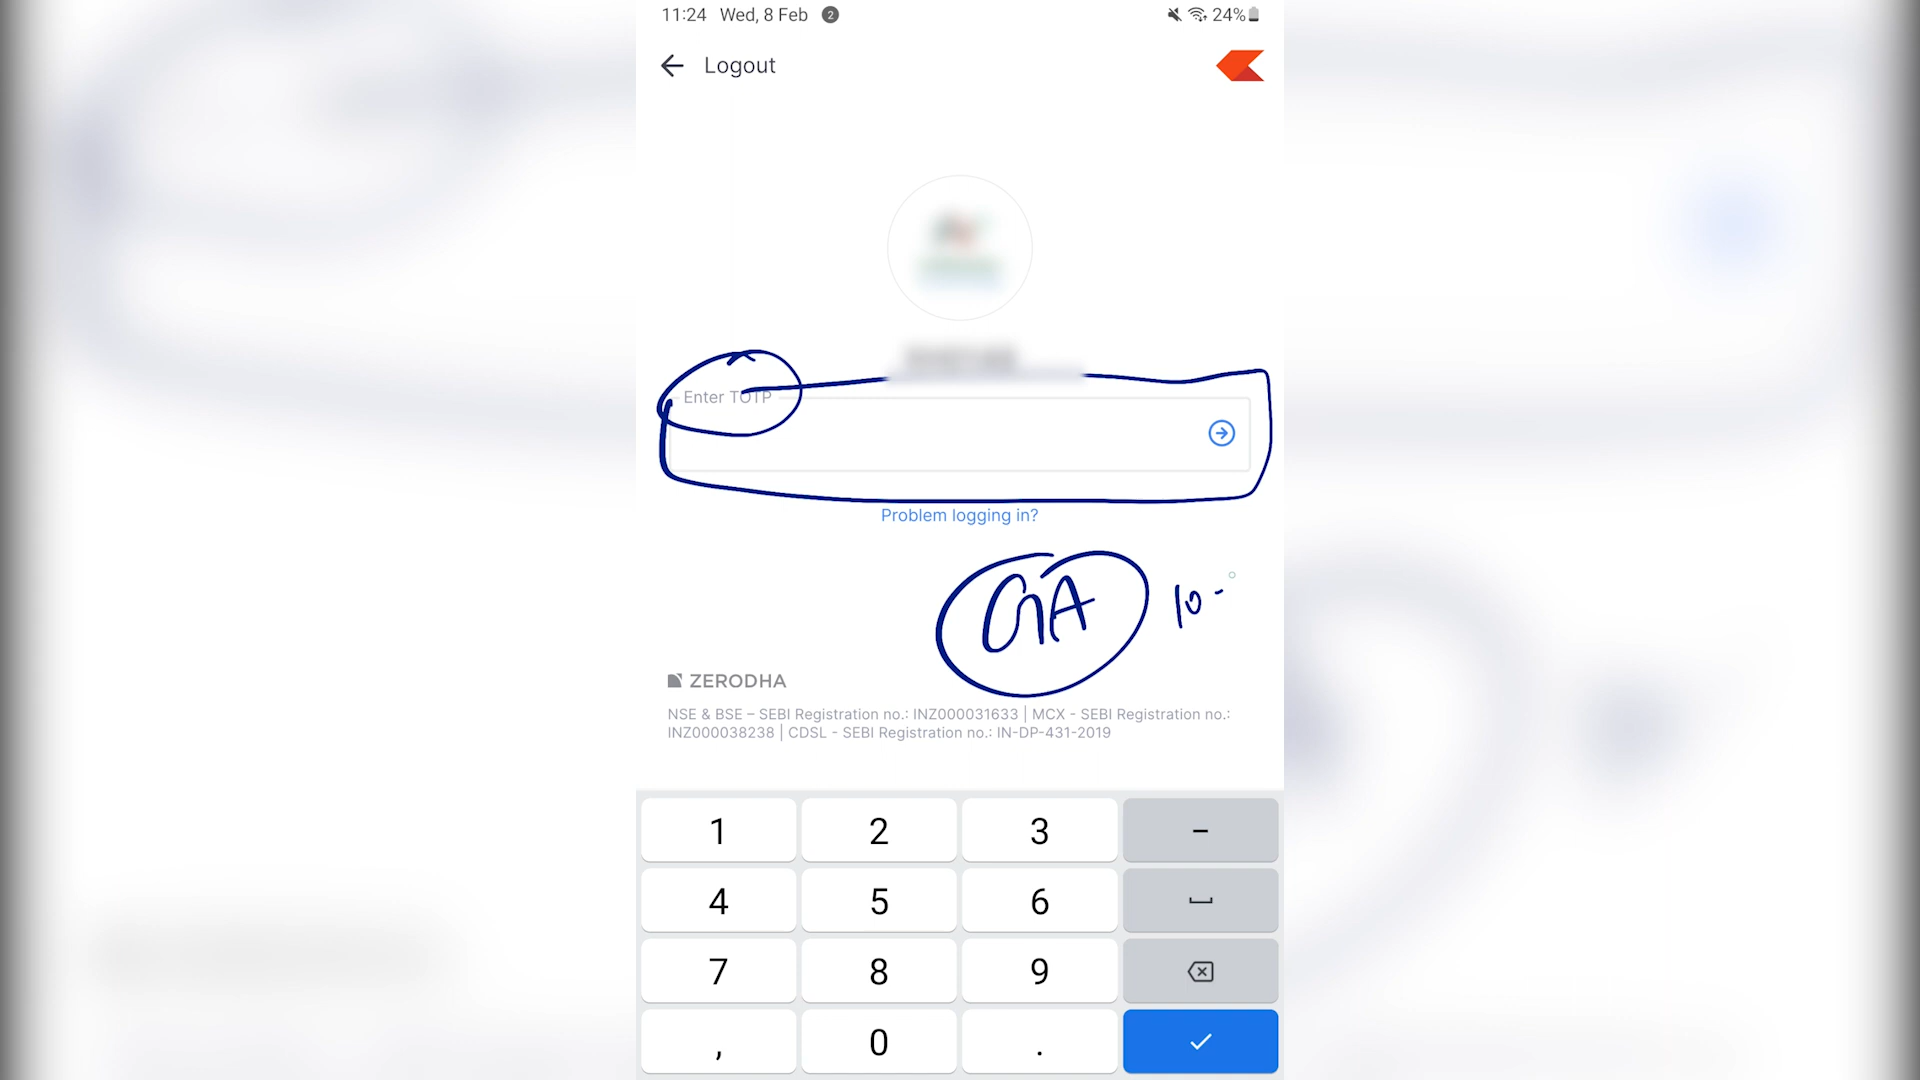 11:24 Wed, 8 Feb 2 24%
Logout
Enter TOTP
Problem logging in?
GA 10 -
ZERODHA
NSE & BSE – SEBI Registration no.: INZ000031633 | MCX - SEBI Registration no.:
INZ000038238 | CDSL - SEBI Registration no.: IN-DP-431-2019
1 2 3 –
4 5 6
7 8 9
, 0 .